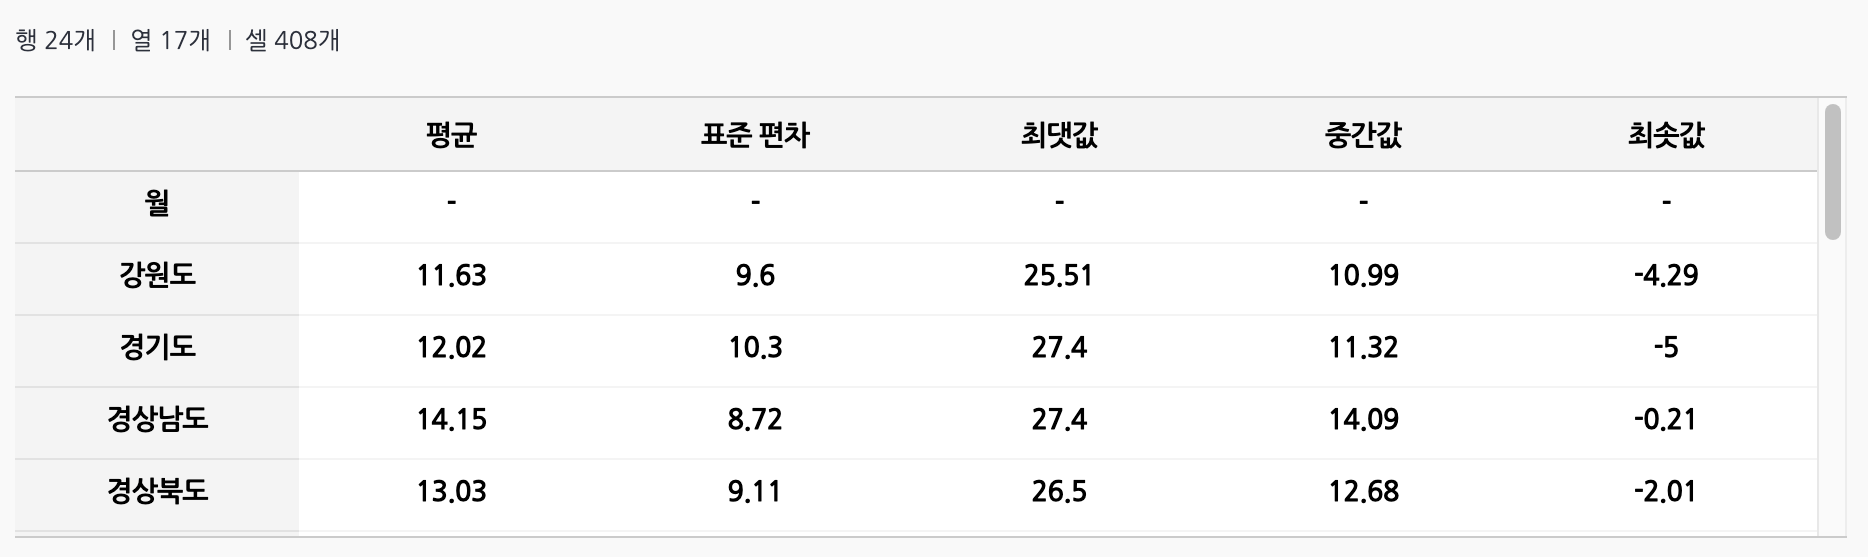 행 24개 | 열 17개 | 셀 408개
평균 표준 편차 최댓값 중간값 최솟값
월 - - - - -
강원도 11.63 9.6 25.51 10.99 -4.29
경기도 12.02 10.3 27.4 11.32 -5
경상남도 14.15 8.72 27.4 14.09 -0.21
경상북도 13.03 9.11 26.5 12.68 -2.01